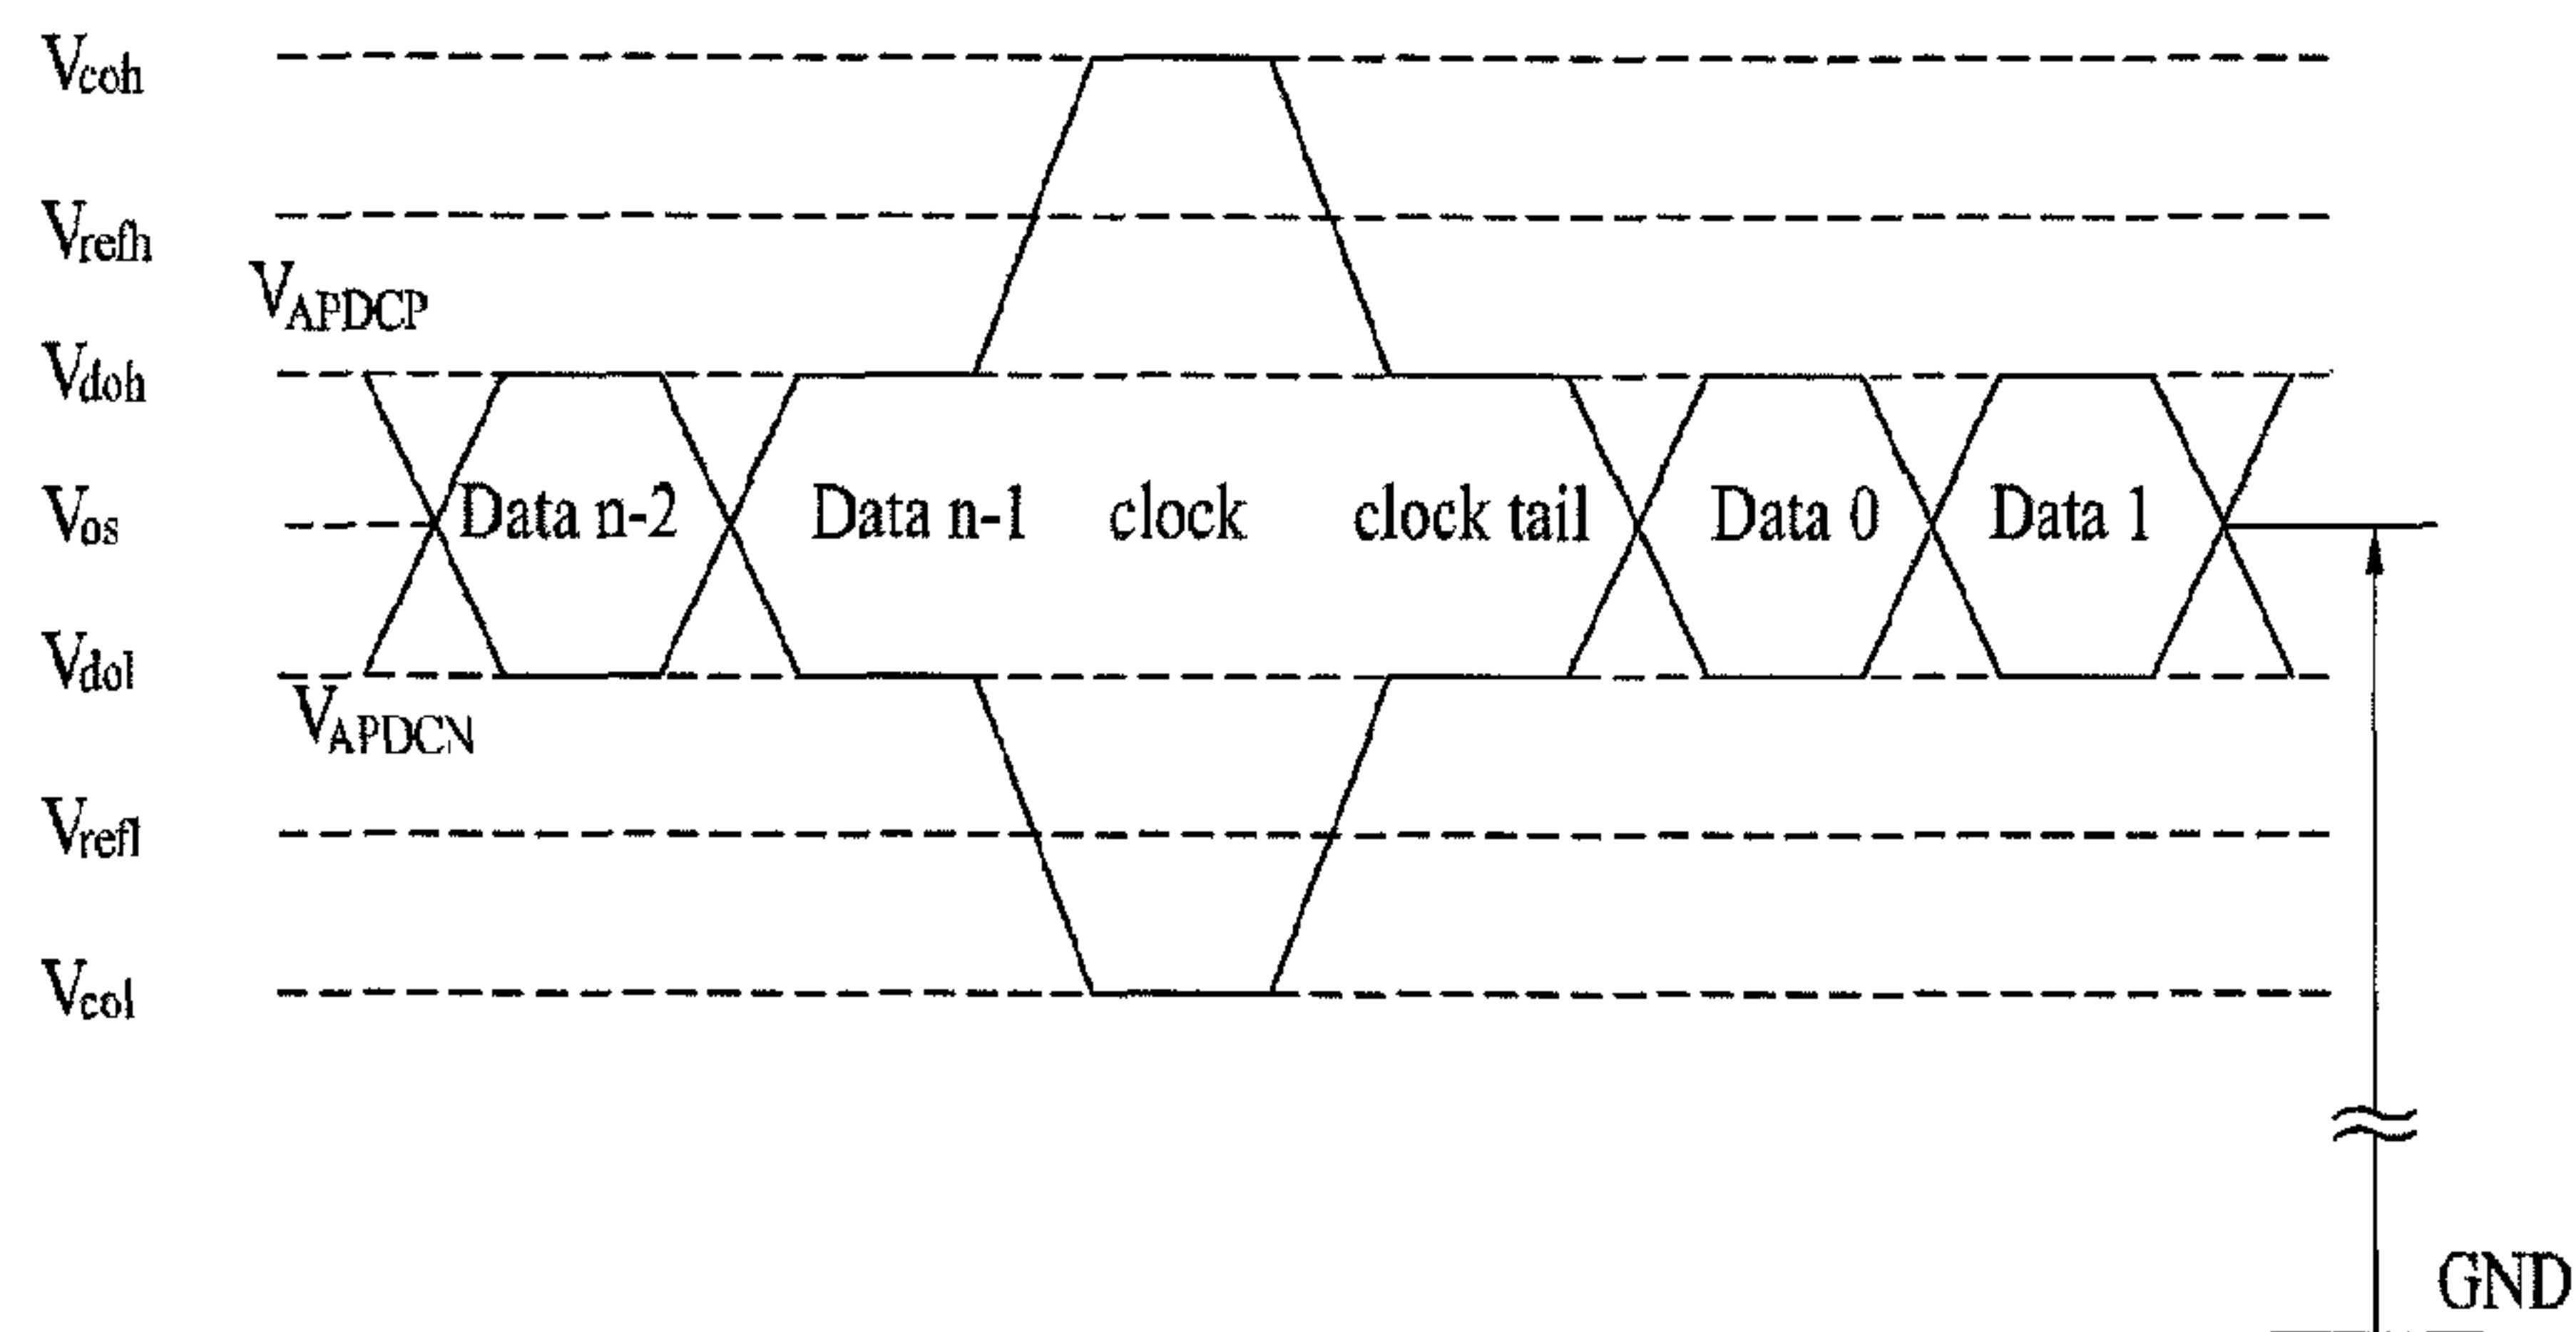 Vcoh
Vrefh
VAPDCP
Vdoh
Vos
Data n-2 Data n-1 clock clock tail Data 0 Data 1
Vdol
VAPDCN
Vrefl
Vcol
GND